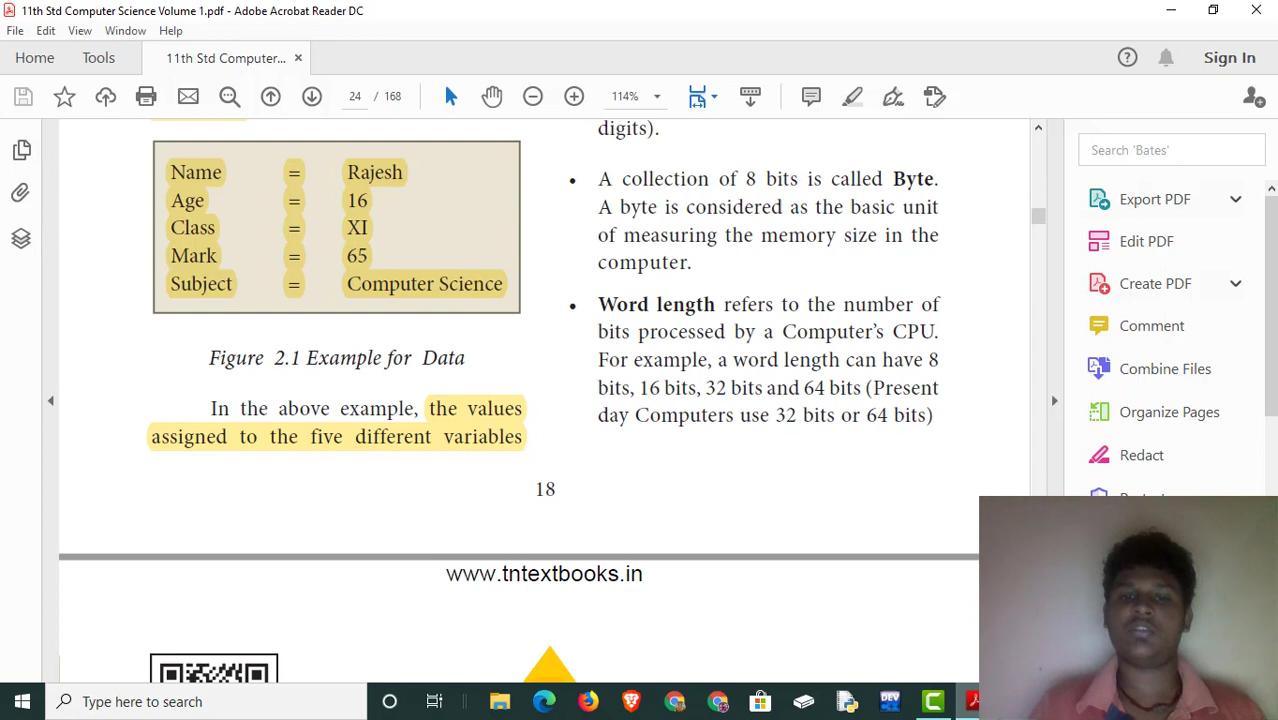 11th Std Computer Science Volume 1.pdf - Adobe Acrobat Reader DC
File Edit View Window Help
Home Tools 11th Std Computer... × Sign In
24 / 168 114%
Name = Rajesh
Age = 16
Class = XI
Mark = 65
Subject = Computer Science
Figure 2.1 Example for Data
In the above example, the values
assigned to the five different variables
digits).
• A collection of 8 bits is called Byte.
A byte is considered as the basic unit
of measuring the memory size in the
computer.
• Word length refers to the number of
bits processed by a Computer's CPU.
For example, a word length can have 8
bits, 16 bits, 32 bits and 64 bits (Present
day Computers use 32 bits or 64 bits)
18
www.tntextbooks.in
Search 'Bates'
Export PDF
Edit PDF
Create PDF
Comment
Combine Files
Organize Pages
Redact
Type here to search
DEV